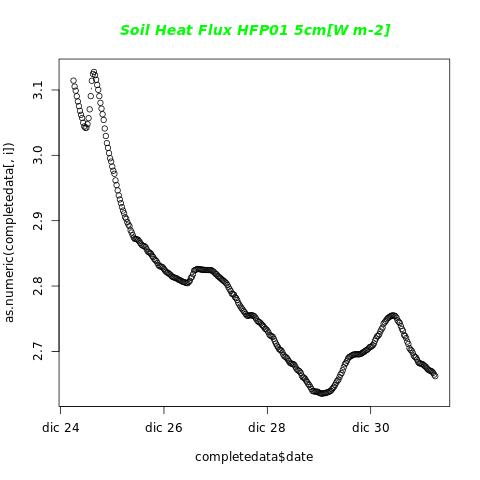 Soil Heat Flux HFP01 5cm[W m-2]
as.numeric(completedata[, i])
3.1
3.0
2.9
2.8
2.7
dic 24
dic 26
dic 28
dic 30
completedata$date